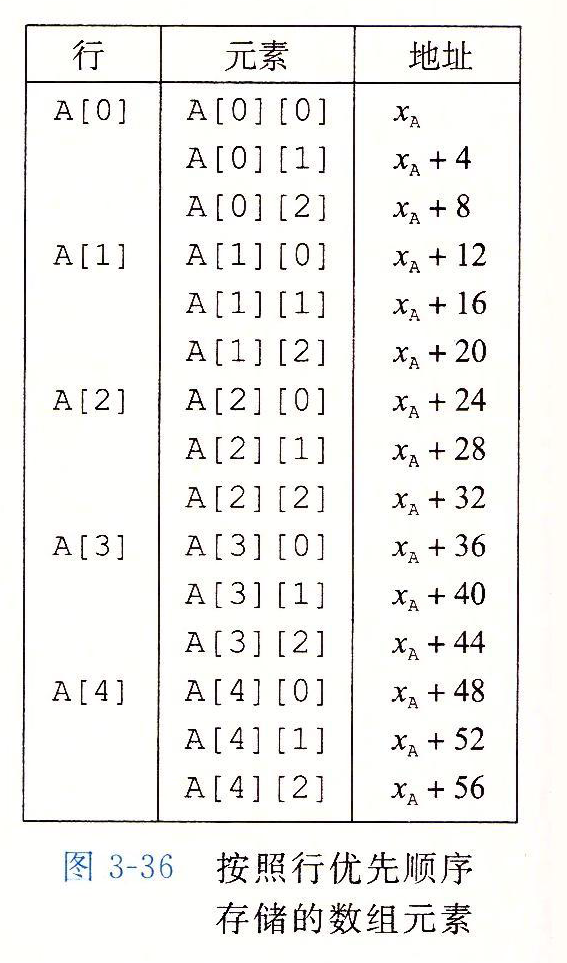 行 元素 地址
A[0] A[0][0] xA
A[0][1] xA + 4
A[0][2] xA + 8
A[1] A[1][0] xA + 12
A[1][1] xA + 16
A[1][2] xA + 20
A[2] A[2][0] xA + 24
A[2][1] xA + 28
A[2][2] xA + 32
A[3] A[3][0] xA + 36
A[3][1] xA + 40
A[3][2] xA + 44
A[4] A[4][0] xA + 48
A[4][1] xA + 52
A[4][2] xA + 56
图 3-36 按照行优先顺序
存储的数组元素